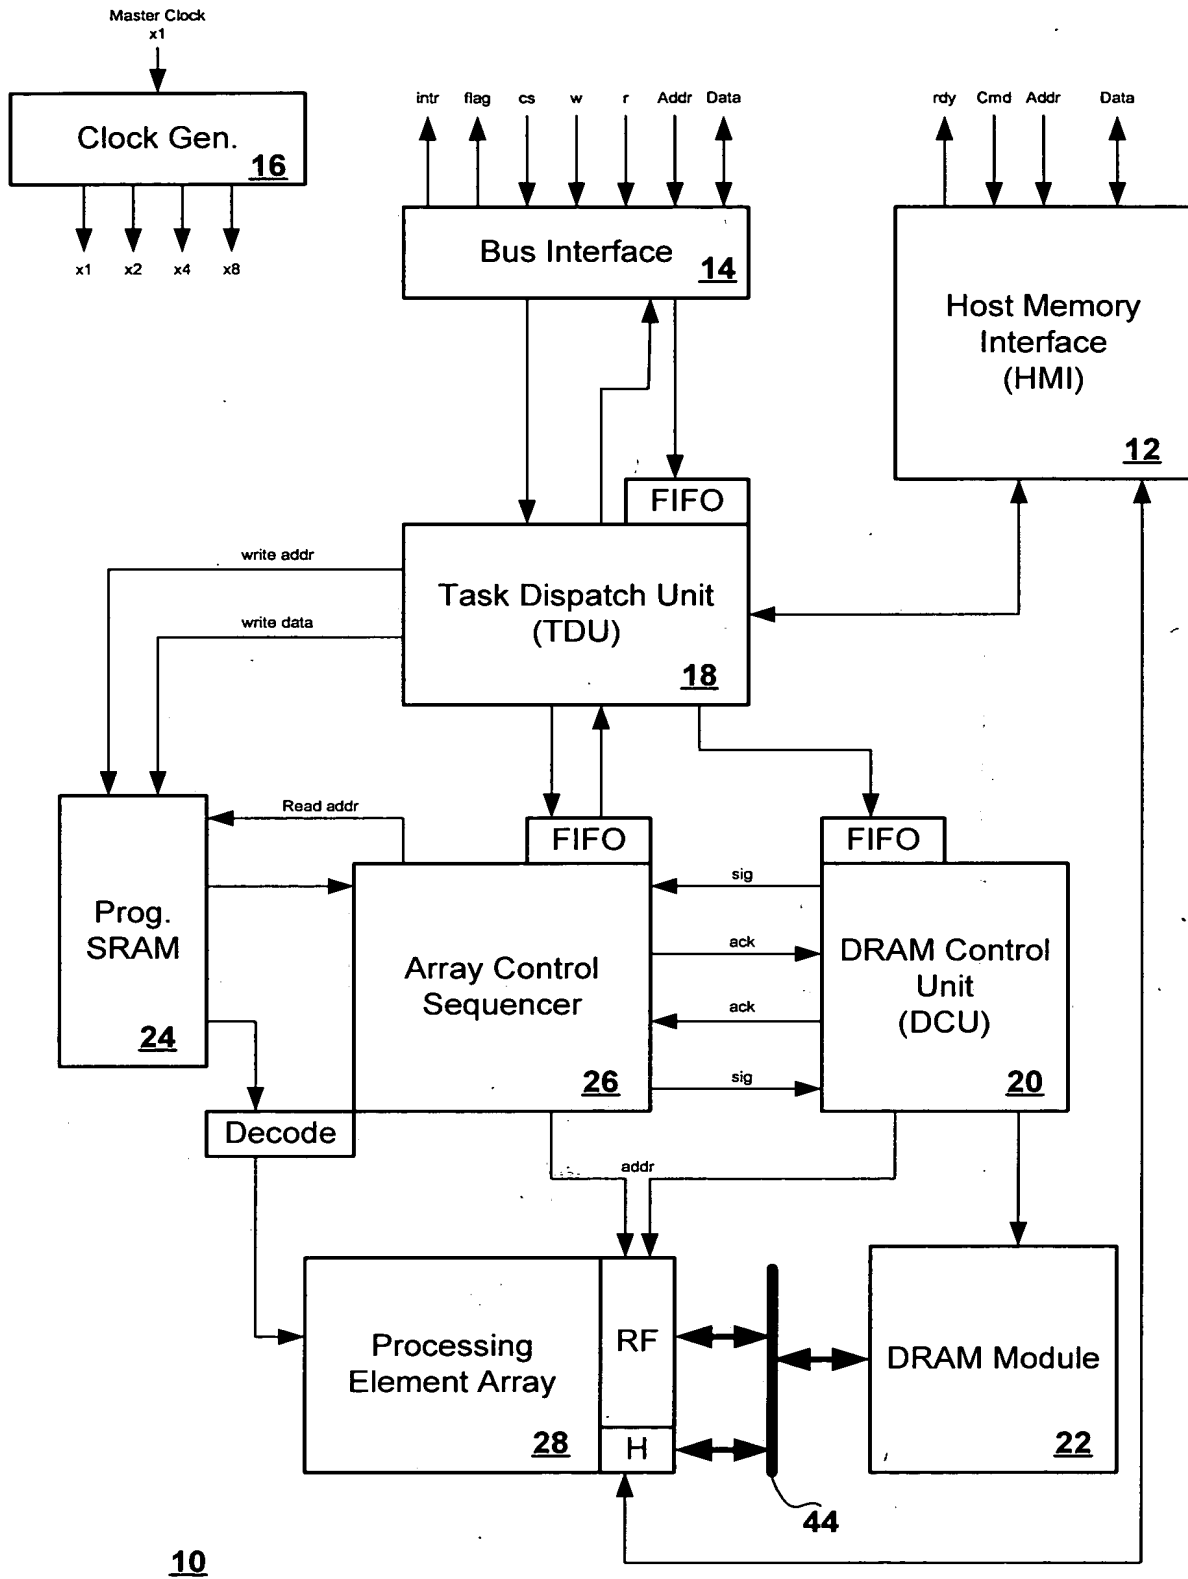 Master Clock
x1
Clock Gen.
16
x1 x2 x4 x8
intr flag cs w r Addr Data
Bus Interface
14
rdy Cmd Addr Data
Host Memory
Interface
(HMI)
12
FIFO
Task Dispatch Unit
(TDU)
18
write addr
write data
Prog.
SRAM
24
Read addr
FIFO
Array Control
Sequencer
26
sig
ack
ack
sig
FIFO
DRAM Control
Unit
(DCU)
20
Decode
addr
Processing
Element Array
28
RF
H
44
DRAM Module
22
10